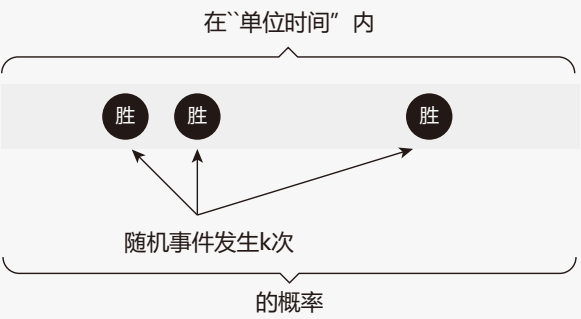 在``单位时间”内
胜 胜 胜
随机事件发生k次
的概率